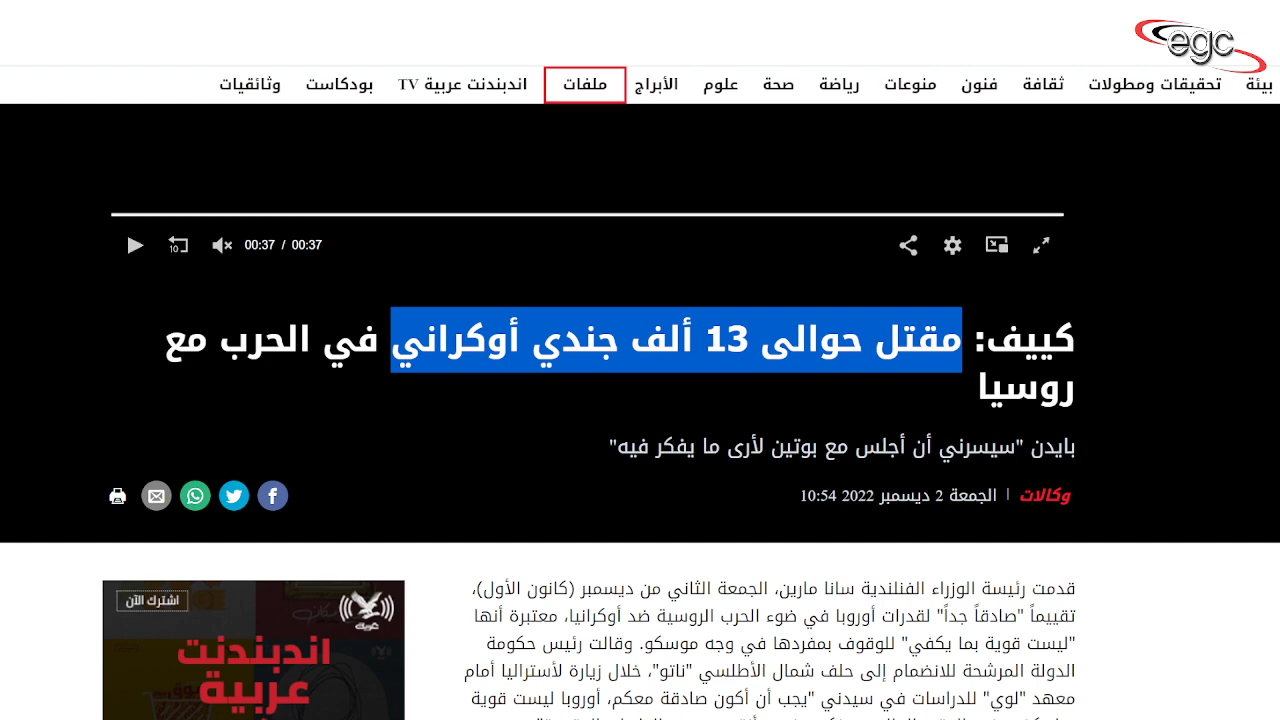 egc
بيئة تحقيقات ومطولات ثقافة فنون منوعات رياضة صحة علوم الأبراج ملفات اندبندنت عربية TV بودكاست وثائقيات
00:37 / 00:37
10
كييف: مقتل حوالى 13 ألف جندي أوكراني في الحرب مع
روسيا
بايدن "سيسرني أن أجلس مع بوتين لأرى ما يفكر فيه"
وكالات | الجمعة 2 ديسمبر 2022 10:54
قدمت رئيسة الوزراء الفنلندية سانا مارين، الجمعة الثاني من ديسمبر (كانون الأول)،
تقييماً "صادقاً جداً" لقدرات أوروبا في ضوء الحرب الروسية ضد أوكرانيا، معتبرة أنها
"ليست قوية بما يكفي" للوقوف بمفردها في وجه موسكو. وقالت رئيس حكومة
الدولة المرشحة للانضمام إلى حلف شمال الأطلسي "ناتو"، خلال زيارة لأستراليا أمام
معهد "لوي" للدراسات في سيدني "يجب أن أكون صادقة معكم، أوروبا ليست قوية
اشترك الآن
عربية
اندبندنت
عربية